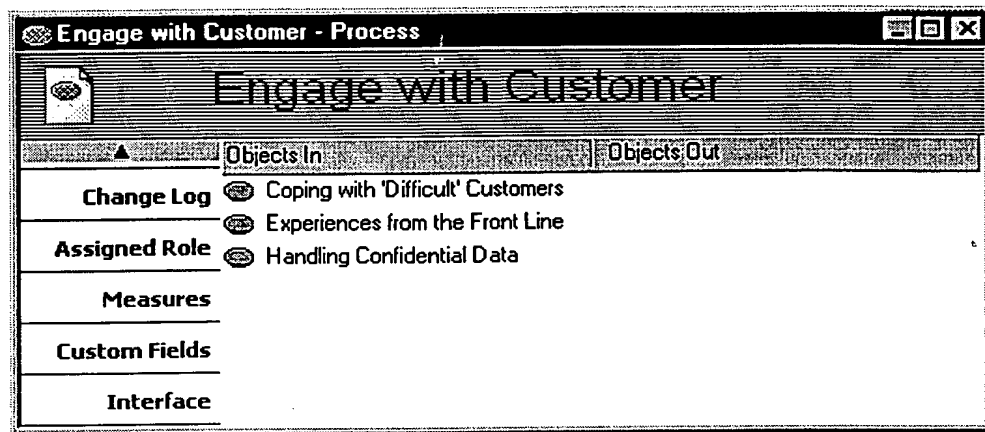 Engage with Customer - Process
Engage with Customer
Objects In Objects Out
Change Log
Coping with 'Difficult' Customers
Experiences from the Front Line
Assigned Role
Handling Confidential Data
Measures
Custom Fields
Interface